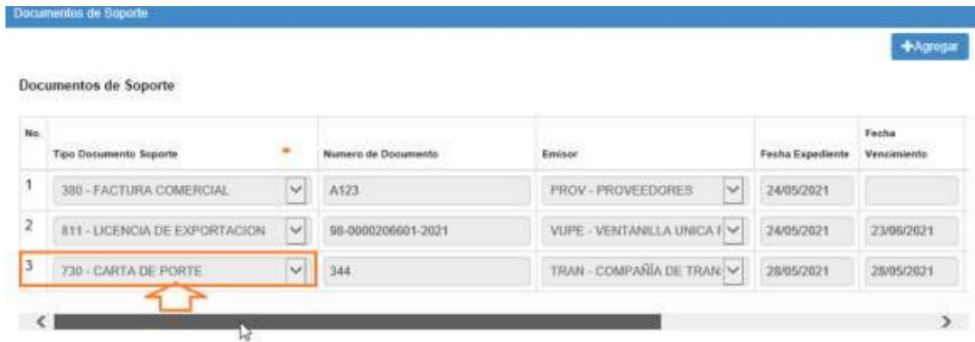 Documentos de Soporte
+Agregar
Documentos de Soporte
No. Tipo Documento Soporte Numero de Documento Emisor Fecha Expediente Fecha Vencimiento
1 380 - FACTURA COMERCIAL A123 PROV - PROVEEDORES 24/05/2021
2 811 - LICENCIA DE EXPORTACION 98-0000206601-2021 VUPE - VENTANILLA UNICA 24/05/2021 23/06/2021
3 730 - CARTA DE PORTE 344 TRAN - COMPAÑÍA DE TRAN 28/05/2021 28/05/2021